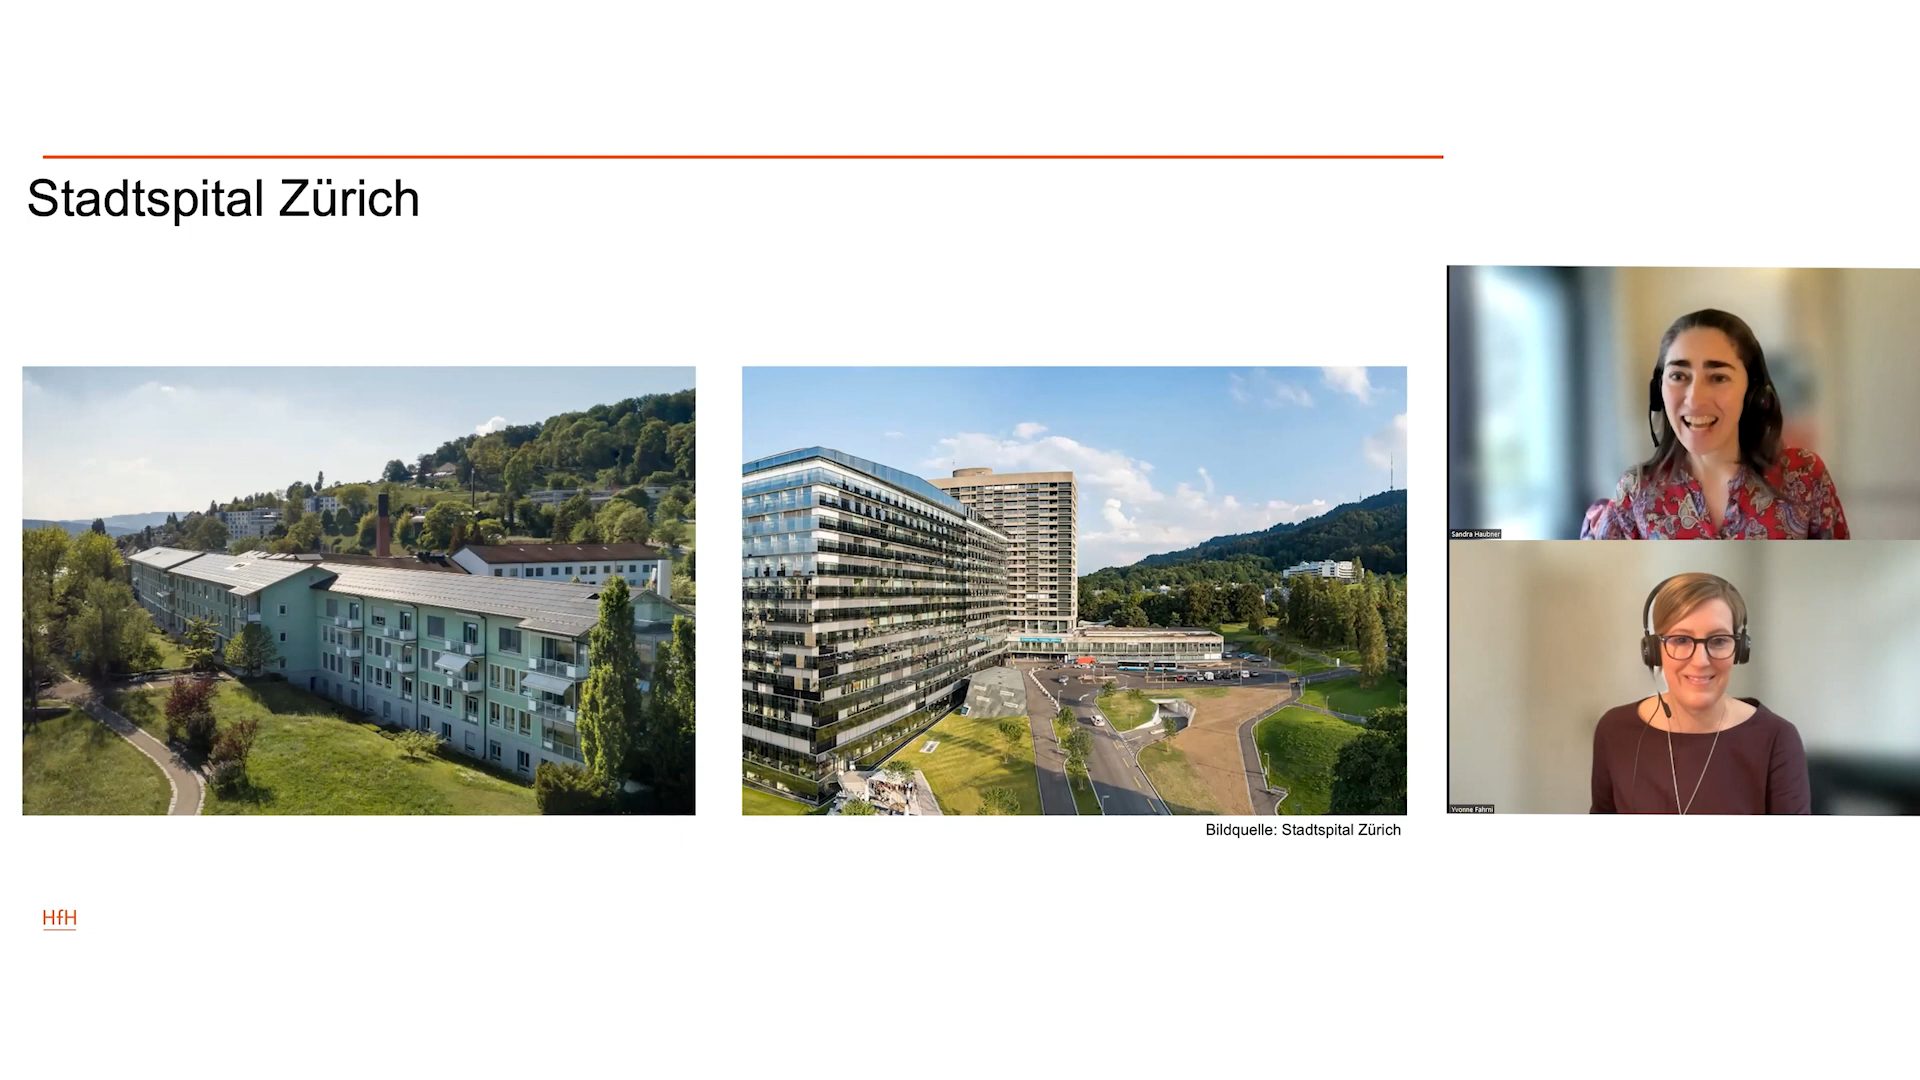 Stadtspital Zürich
Sandra Haubner
Yvonne Fahrni
Bildquelle: Stadtspital Zürich
HfH